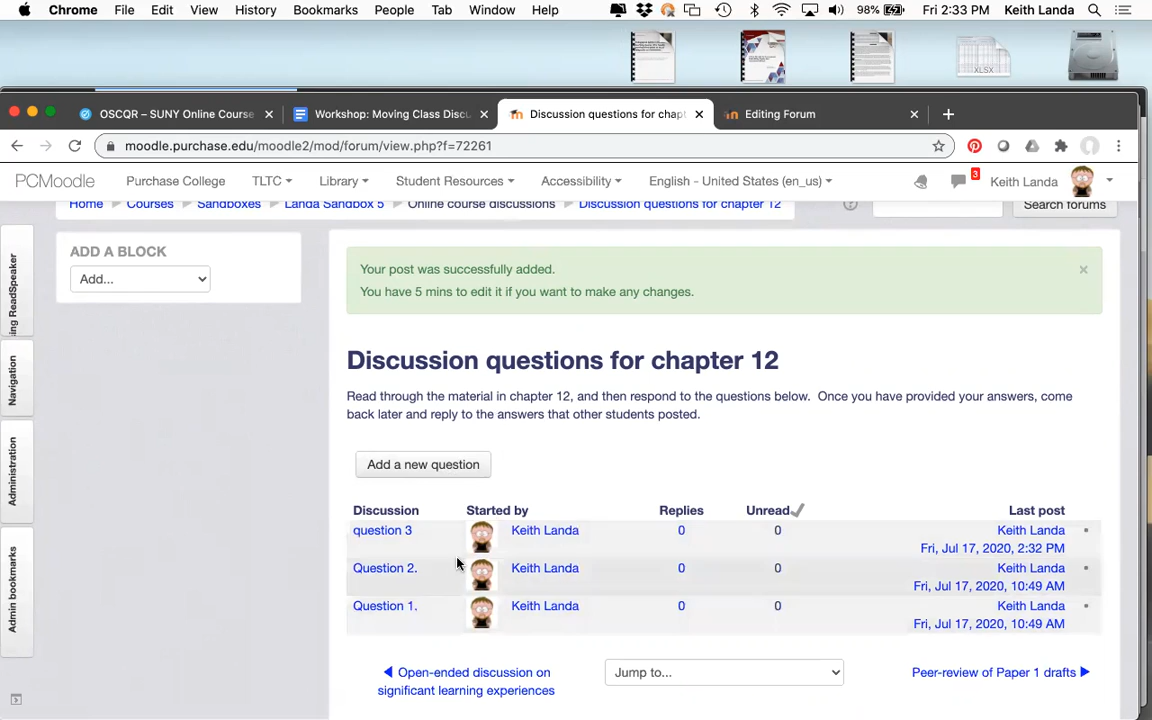 Chrome File Edit View History Bookmarks People Tab Window Help 98% Fri 2:33 PM Keith Landa
XLSX
OSCQR – SUNY Online Course Workshop: Moving Class Discu Discussion questions for chapt Editing Forum
moodle.purchase.edu/moodle2/mod/forum/view.php?f=72261
PCMoodle Purchase College TLTC Library Student Resources Accessibility English - United States (en_us) 3 Keith Landa
Home Courses Sandboxes Landa Sandbox 5 Online course discussions Discussion questions for chapter 12 Search forums
ADD A BLOCK
Add...
ReadSpeaker
Navigation
Administration
Admin bookmarks
Your post was successfully added.
You have 5 mins to edit it if you want to make any changes.
Discussion questions for chapter 12
Read through the material in chapter 12, and then respond to the questions below. Once you have provided your answers, come
back later and reply to the answers that other students posted.
Add a new question
Discussion Started by Replies Unread Last post
question 3 Keith Landa 0 0 Keith Landa
Fri, Jul 17, 2020, 2:32 PM
Question 2. Keith Landa 0 0 Keith Landa
Fri, Jul 17, 2020, 10:49 AM
Question 1. Keith Landa 0 0 Keith Landa
Fri, Jul 17, 2020, 10:49 AM
Open-ended discussion on Jump to... Peer-review of Paper 1 drafts
significant learning experiences